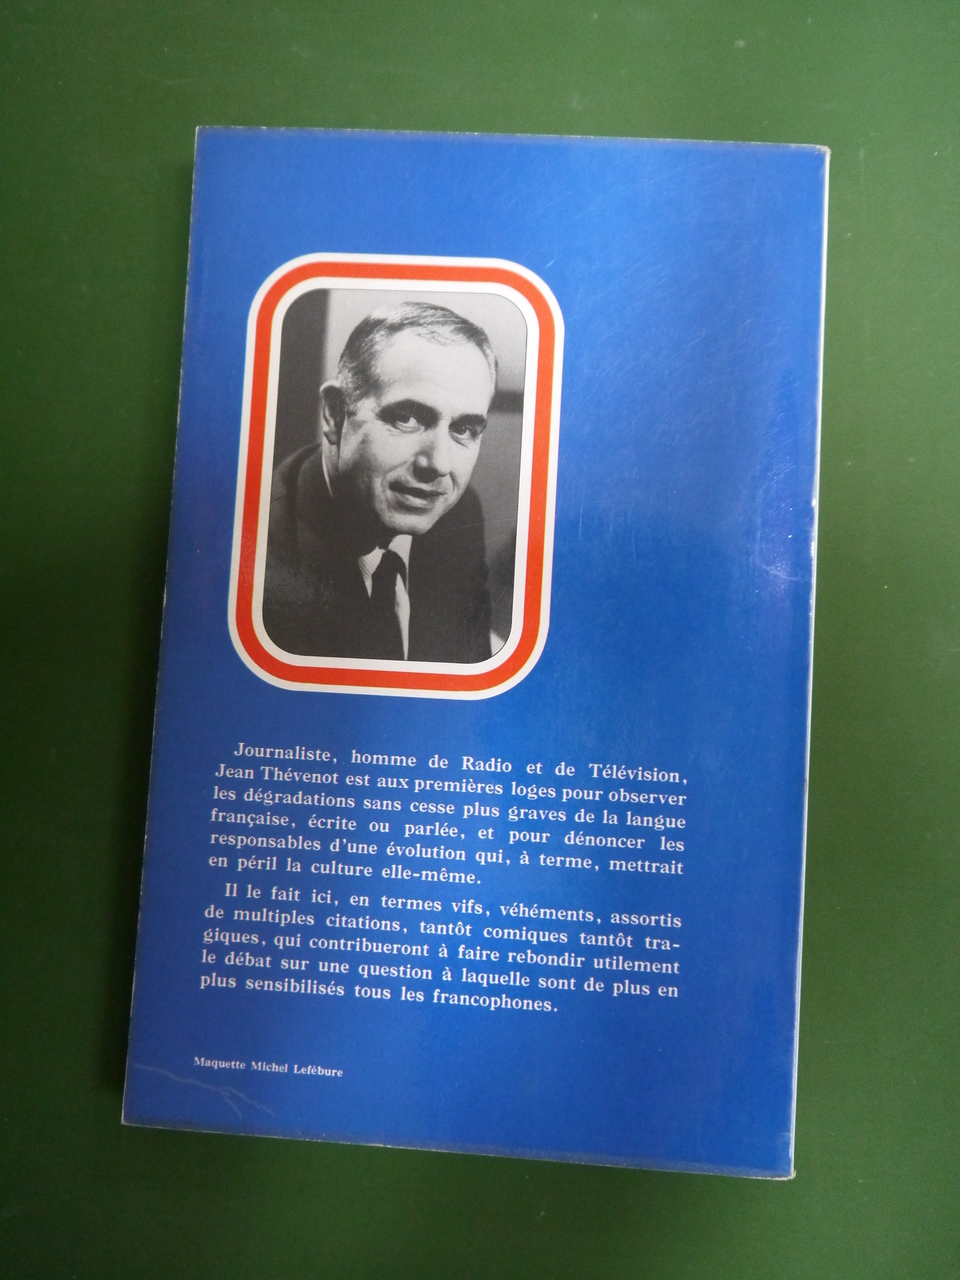 Journaliste, homme de Radio et de Télévision,
Jean Thévenot est aux premières loges pour observer
les dégradations sans cesse plus graves de la langue
française, écrite ou parlée, et pour dénoncer les
responsables d'une évolution qui, à terme, mettrait
en péril la culture elle-même.
Il le fait ici, en termes vifs, véhéments, assortis
de multiples citations, tantôt comiques tantôt tra-
giques, qui contribueront à faire rebondir utilement
le débat sur une question à laquelle sont de plus en
plus sensibilisés tous les francophones.
Maquette Michel Lefébure